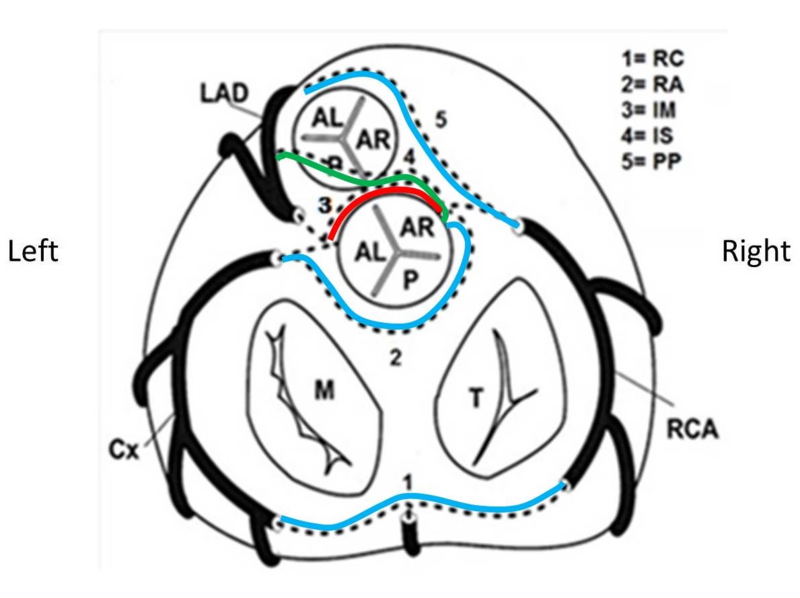 1= RC
2= RA
3= IM
4= IS
5= PP
LAD
AL
AR
5
4
3
AR
AL
P
Left
Right
2
M
T
Cx
RCA
1